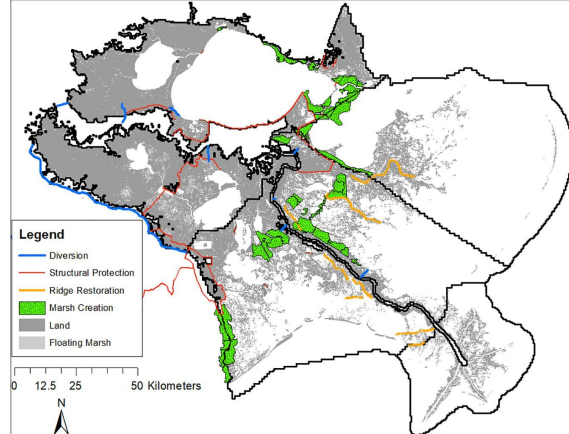 Legend
Diversion
Structural Protection
Ridge Restoration
Marsh Creation
Land
Floating Marsh
0 12.5 25 50 Kilometers
N